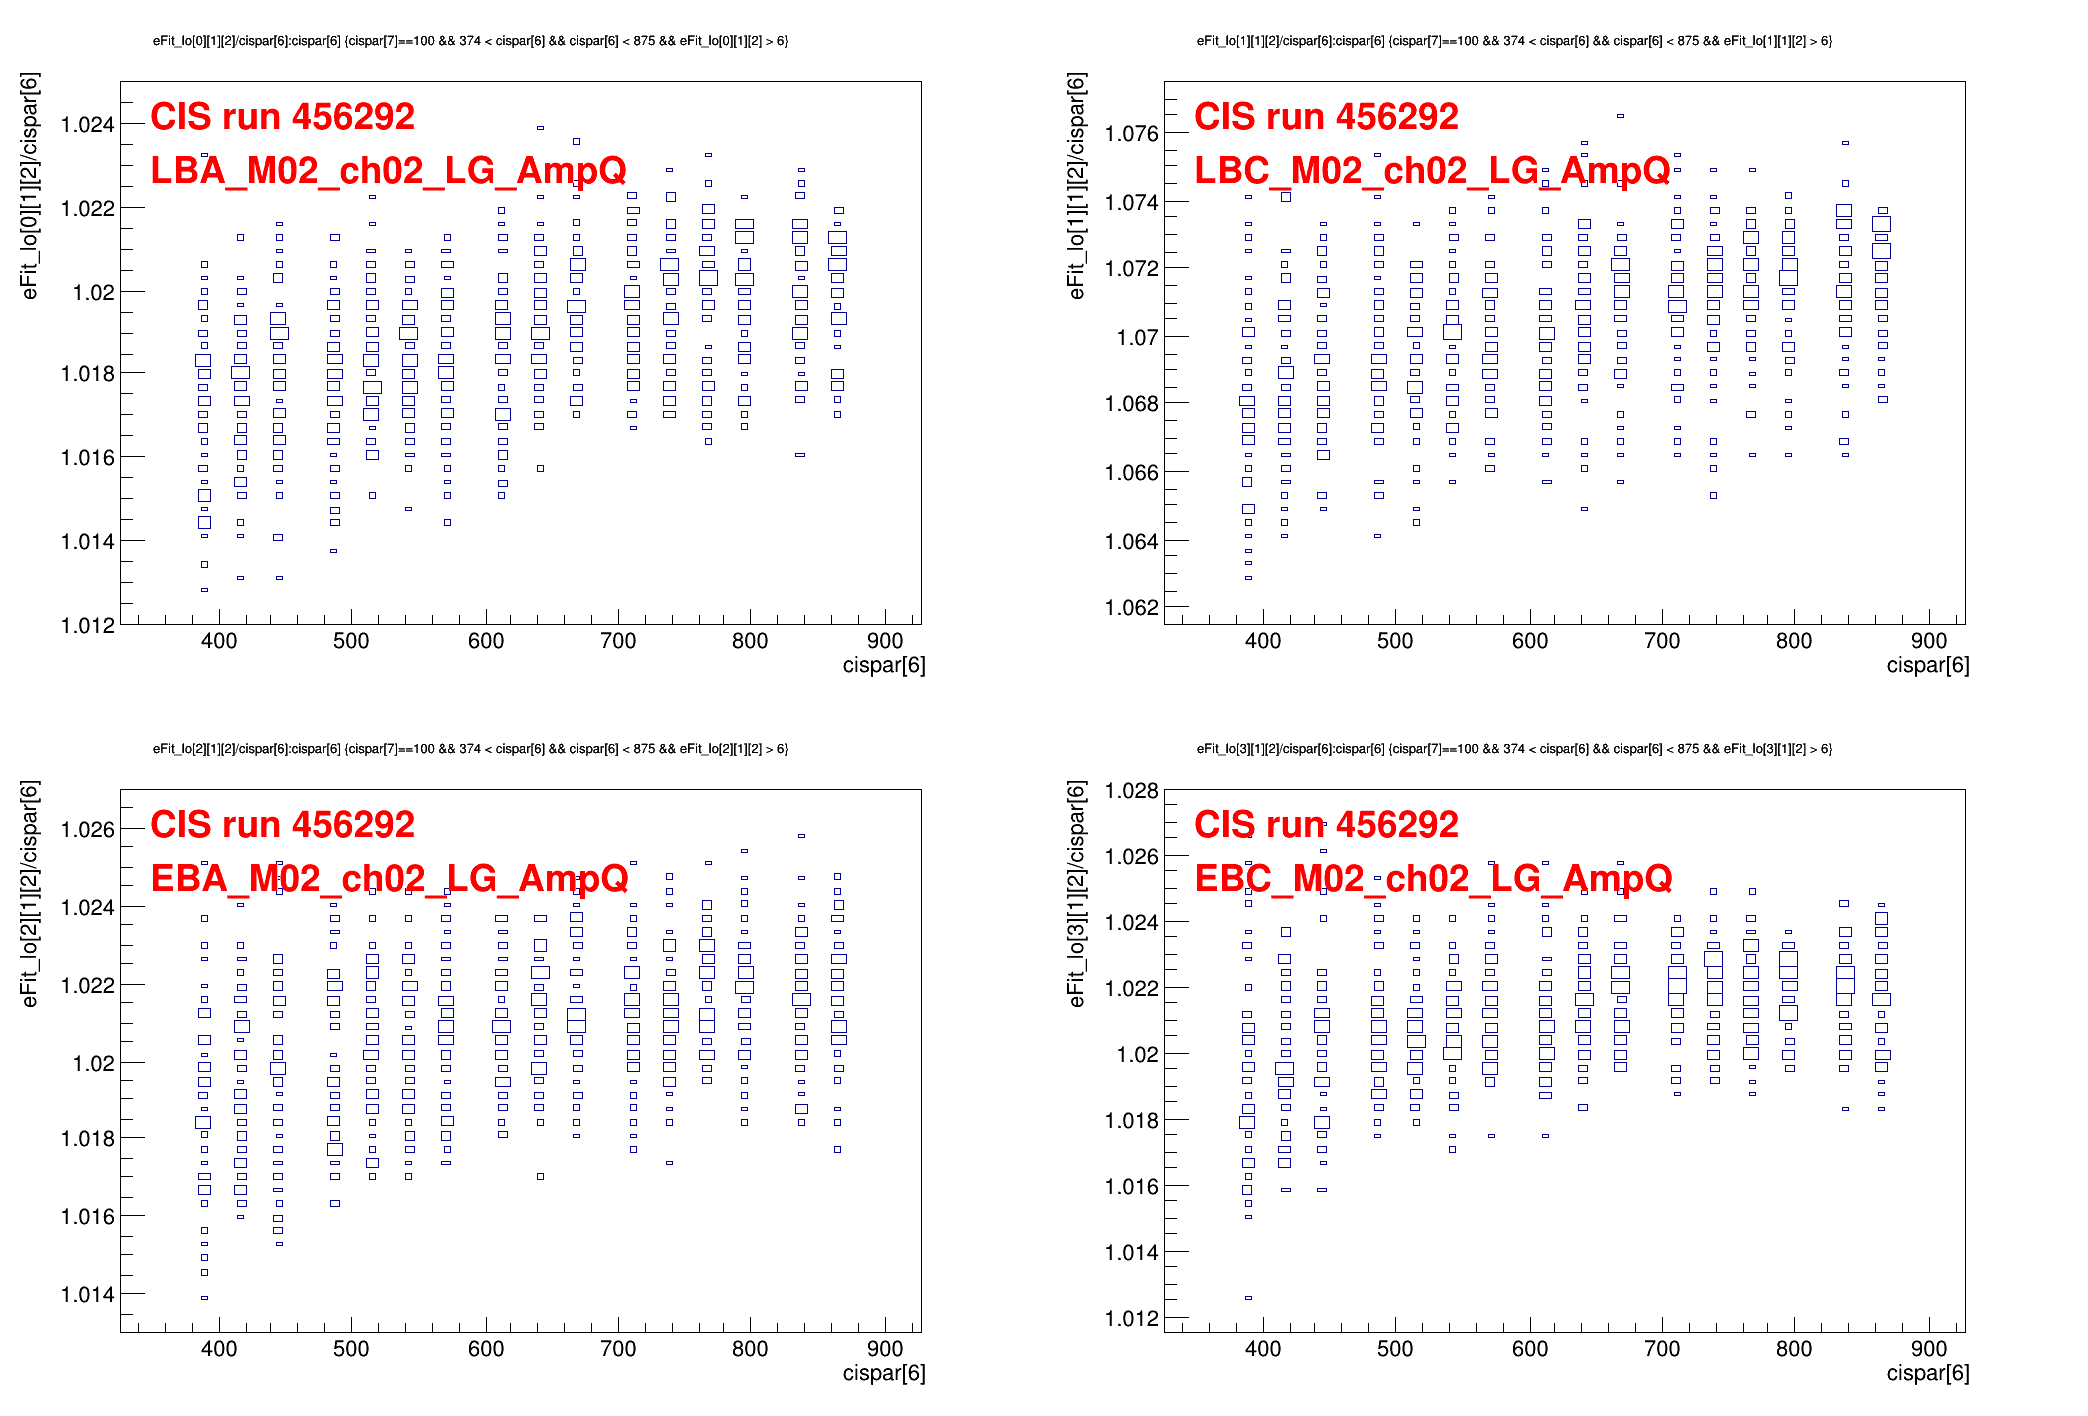 eFit_lo[0][1][2]/cispar[6]:cispar[6] {cispar[7]==100 && 374 < cispar[6] && cispar[6] < 875 && eFit_lo[0][1][2] > 6}
eFit_lo[0][1][2]/cispar[6]
CIS run 456292
LBA_M02_ch02_LG_AmpQ
1.024
1.022
1.02
1.018
1.016
1.014
1.012
400 500 600 700 800 900
cispar[6]
eFit_lo[1][1][2]/cispar[6]:cispar[6] {cispar[7]==100 && 374 < cispar[6] && cispar[6] < 875 && eFit_lo[1][1][2] > 6}
eFit_lo[1][1][2]/cispar[6]
CIS run 456292
LBC_M02_ch02_LG_AmpQ
1.076
1.074
1.072
1.07
1.068
1.066
1.064
1.062
400 500 600 700 800 900
cispar[6]
eFit_lo[2][1][2]/cispar[6]:cispar[6] {cispar[7]==100 && 374 < cispar[6] && cispar[6] < 875 && eFit_lo[2][1][2] > 6}
eFit_lo[2][1][2]/cispar[6]
CIS run 456292
EBA_M02_ch02_LG_AmpQ
1.026
1.024
1.022
1.02
1.018
1.016
1.014
400 500 600 700 800 900
cispar[6]
eFit_lo[3][1][2]/cispar[6]:cispar[6] {cispar[7]==100 && 374 < cispar[6] && cispar[6] < 875 && eFit_lo[3][1][2] > 6}
eFit_lo[3][1][2]/cispar[6]
CIS run 456292
EBC_M02_ch02_LG_AmpQ
1.028
1.026
1.024
1.022
1.02
1.018
1.016
1.014
1.012
400 500 600 700 800 900
cispar[6]